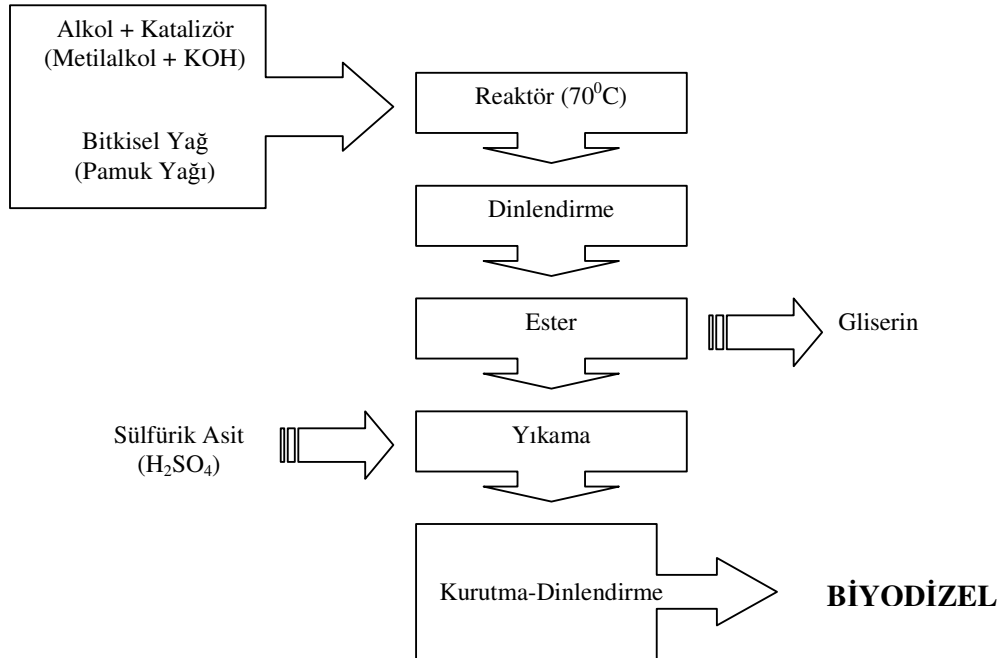 Alkol + Katalizör
(Metilalkol + KOH)
Bitkisel Yağ
(Pamuk Yağı)
Reaktör (70⁰C)
Dinlendirme
Ester
Gliserin
Sülfürik Asit
(H₂SO₄)
Yıkama
Kurutma-Dinlendirme
BİYODİZEL